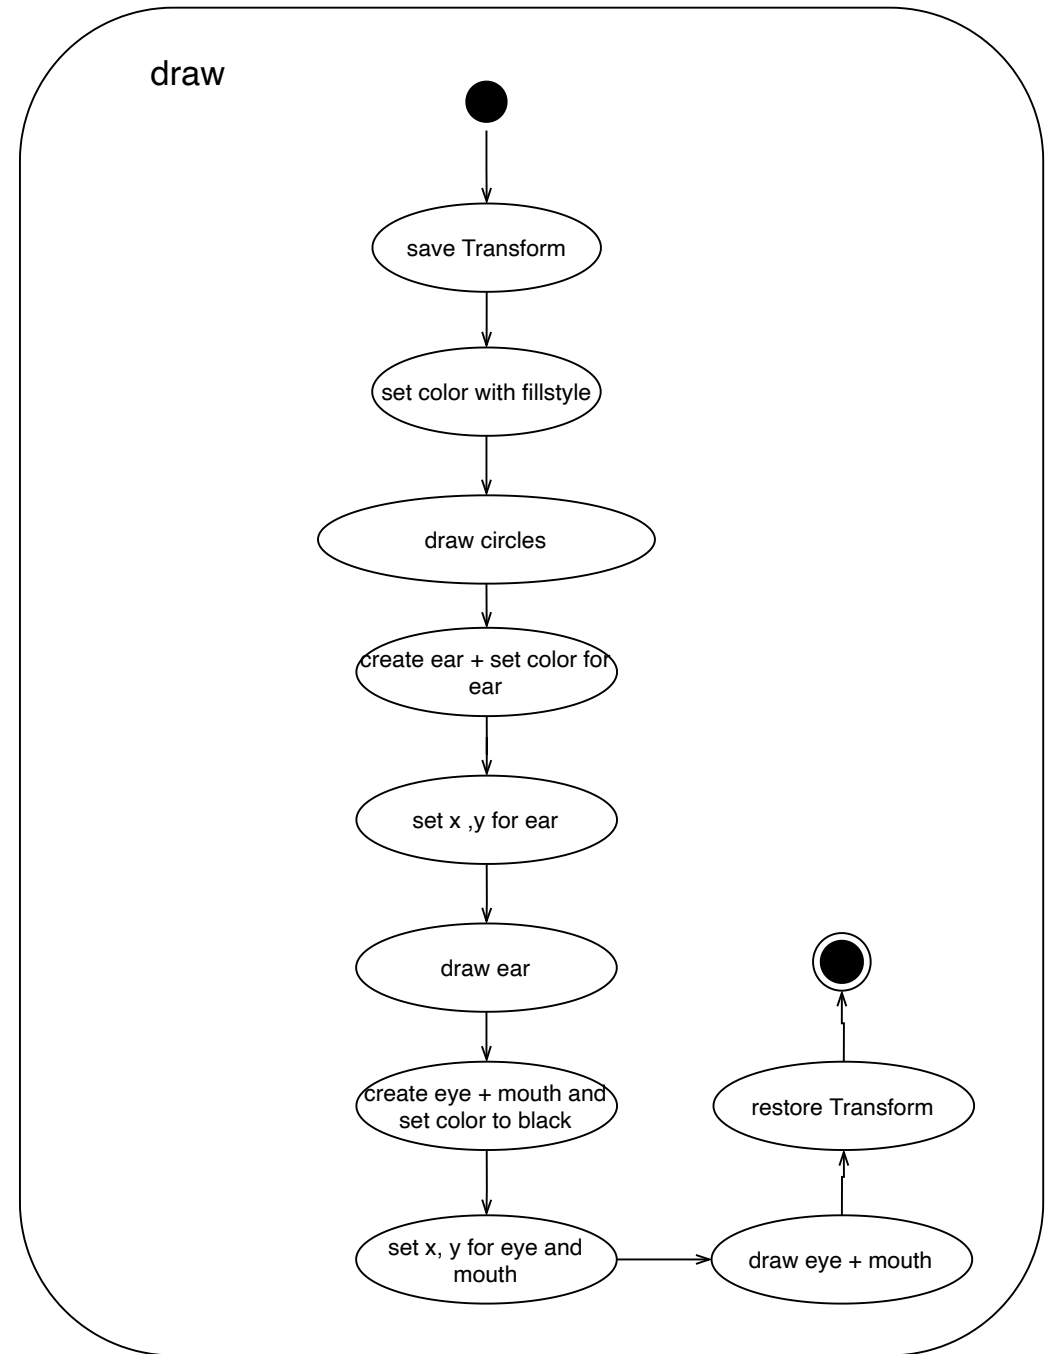 draw
save Transform
set color with fillstyle
draw circles
create ear + set color for
ear
set x ,y for ear
draw ear
create eye + mouth and
set color to black
set x, y for eye and
mouth
draw eye + mouth
restore Transform